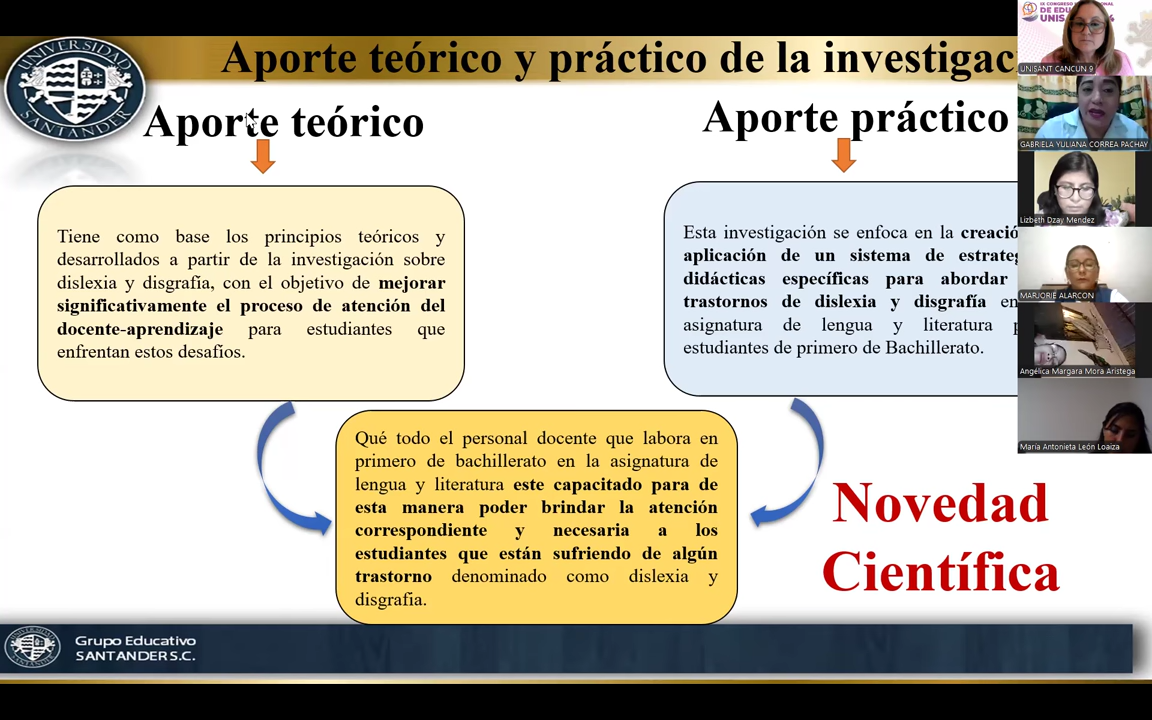 Aporte teórico y práctico de la
Aporte teórico
Aporte práctico
Tiene como base los principios teóricos y
desarrollados a partir de la investigación sobre
dislexia y disgrafía, con el objetivo de mejorar
significativamente el proceso de atención del
docente-aprendizaje para estudiantes que
enfrentan estos desafíos.
Esta investigación se enfoca en la
aplicación de un sistema de
didácticas específicas para abordar
trastornos de dislexia y disgrafía
asignatura de lengua y literatura
estudiantes de primero de Bachillerato.
Qué todo el personal docente que labora en
primero de bachillerato en la asignatura de
lengua y literatura este capacitado para de
esta manera poder brindar la atención
correspondiente y necesaria a los
estudiantes que están sufriendo de algún
trastorno denominado como dislexia y
disgrafia.
Novedad
Científica
Grupo Educativo
SANTANDER S.C.
UNIVERSIDAD
SANTANDER
UNISANT CANCUN 9
GABRIELA YULIANA CORREA PACHAY
Lizbeth Dzay Mendez
MARJORIE ALARCON
Angélica Margara Mora Aristega
María Antonieta León Loaiza